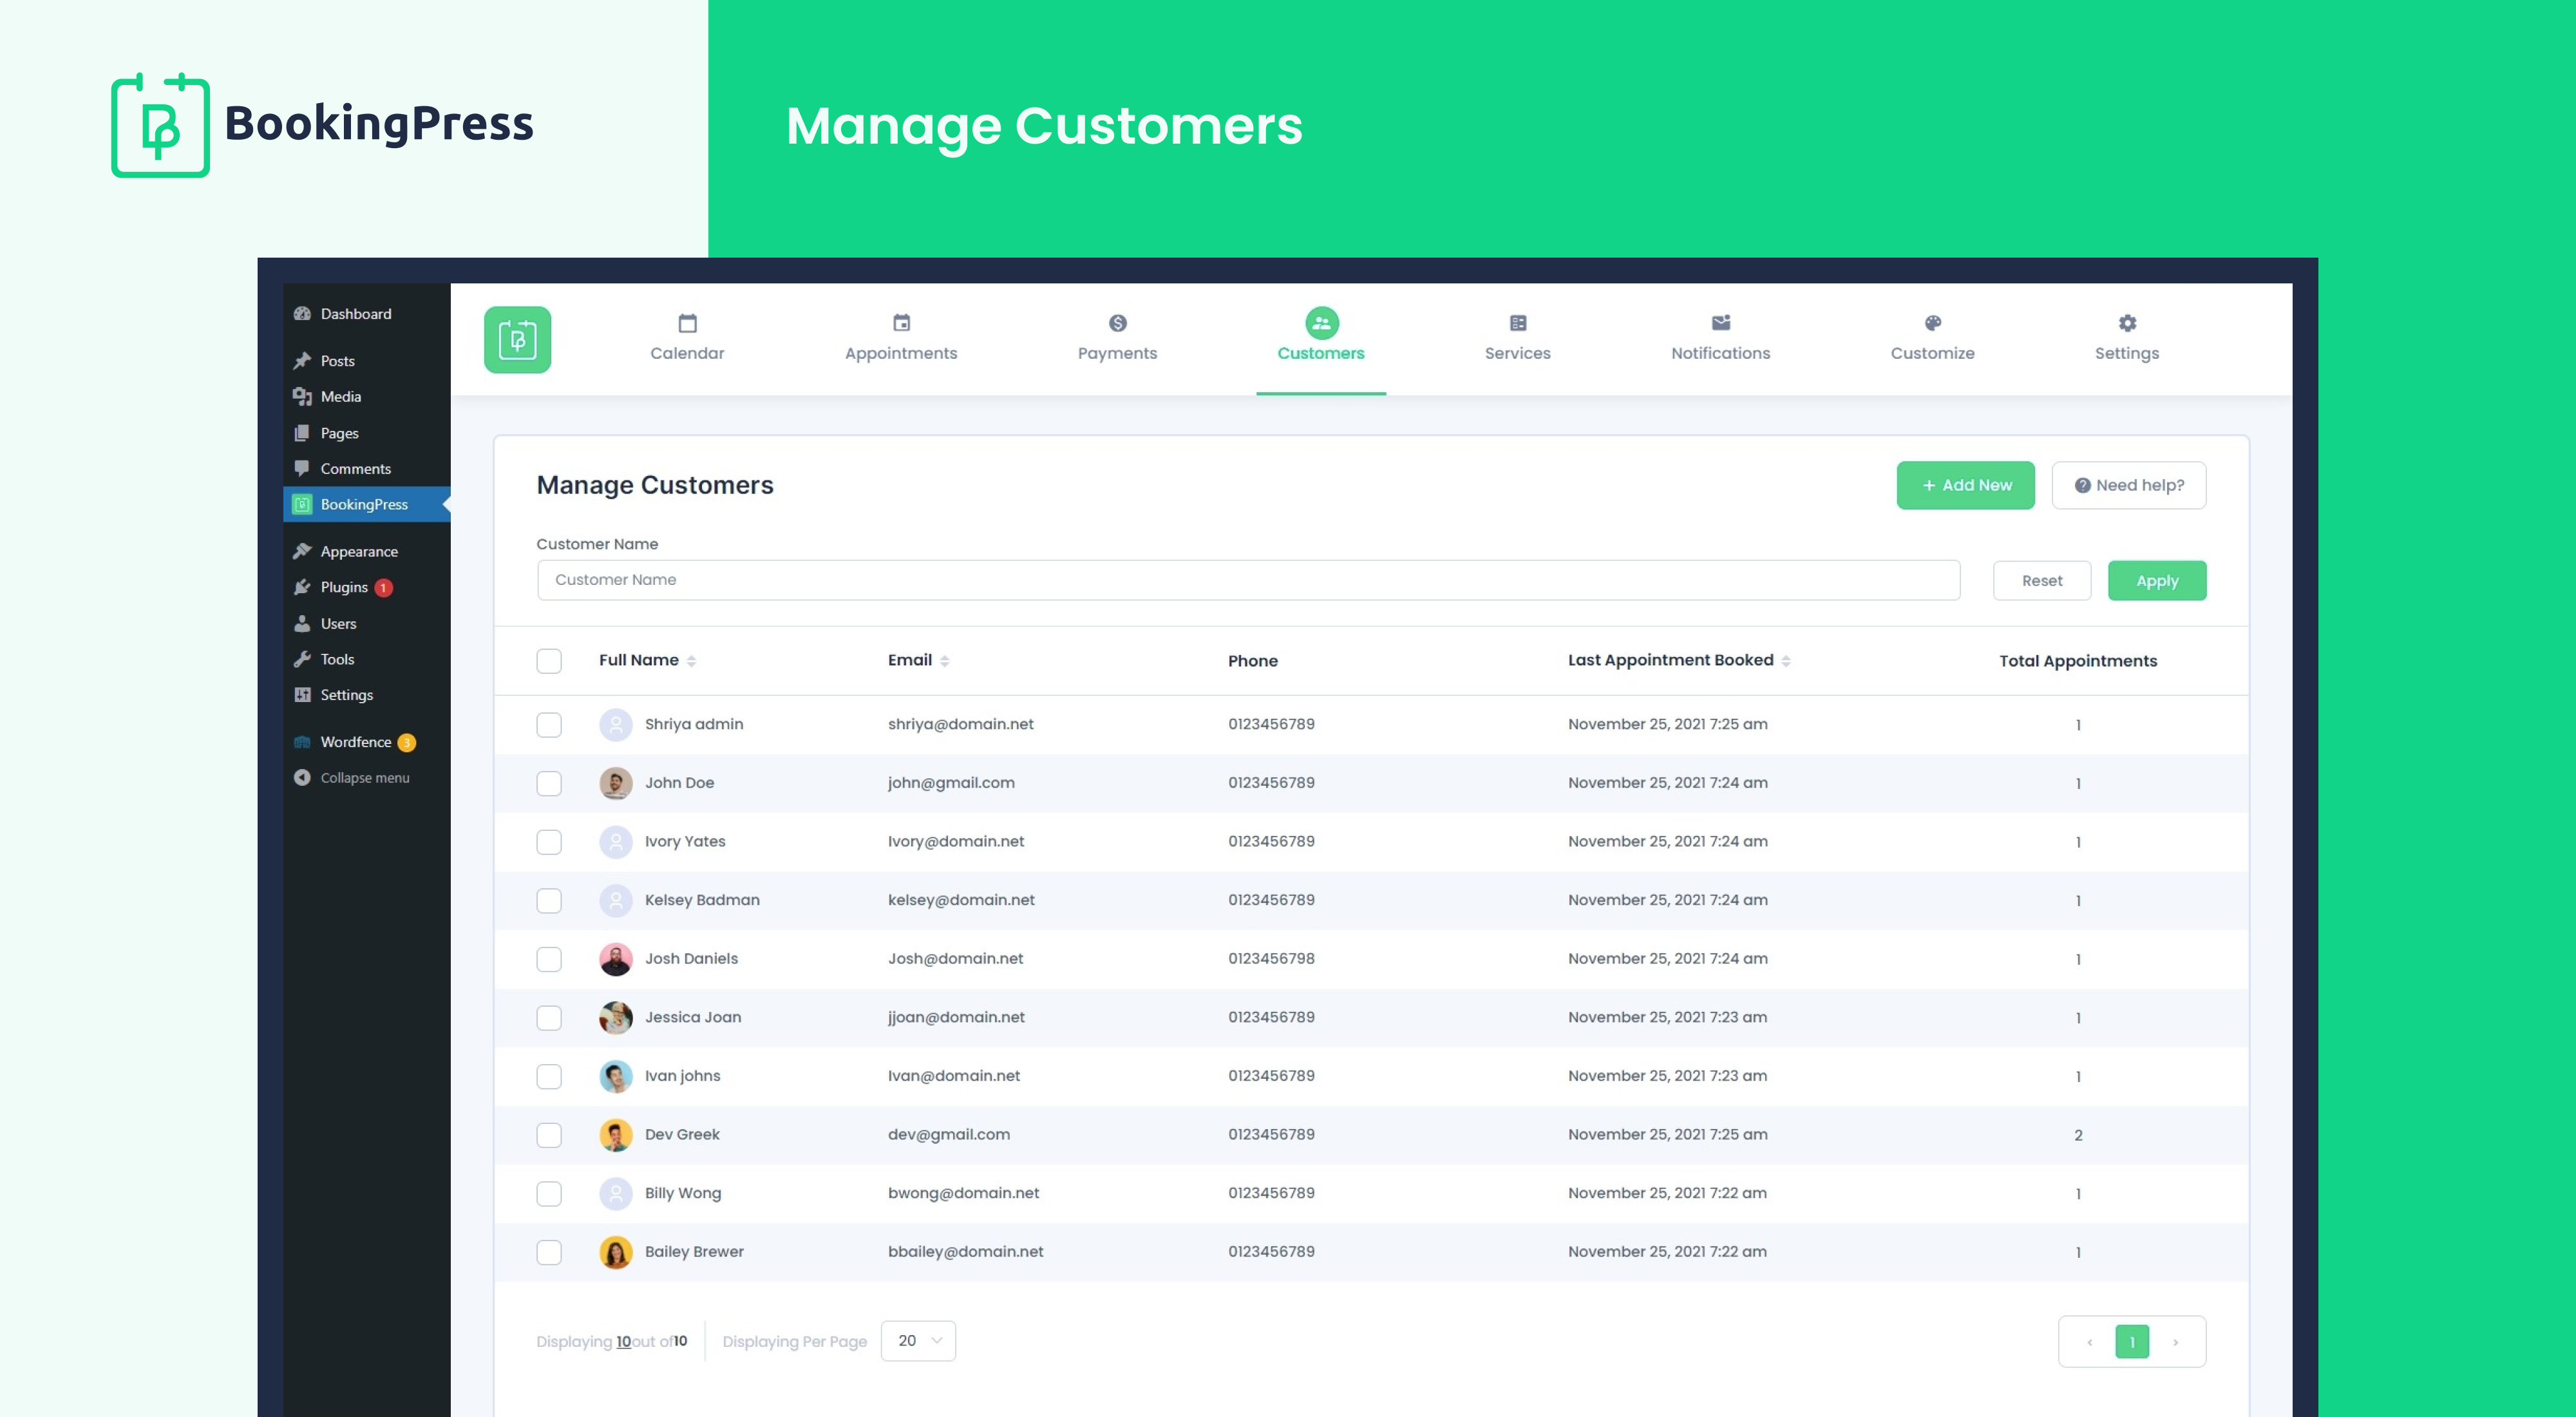 BookingPress
Manage Customers
Dashboard
Posts
Media
Pages
Comments
BookingPress
Appearance
Plugins 1
Users
Tools
Settings
Wordfence 3
Collapse menu
Calendar Appointments Payments Customers Services Notifications Customize Settings
Manage Customers + Add New Need help?
Customer Name
Customer Name Reset Apply
Full Name Email Phone Last Appointment Booked Total Appointments
Shriya admin shriya@domain.net 0123456789 November 25, 2021 7:25 am 1
John Doe john@gmail.com 0123456789 November 25, 2021 7:24 am 1
Ivory Yates Ivory@domain.net 0123456789 November 25, 2021 7:24 am 1
Kelsey Badman kelsey@domain.net 0123456789 November 25, 2021 7:24 am 1
Josh Daniels Josh@domain.net 0123456798 November 25, 2021 7:24 am 1
Jessica Joan jjoan@domain.net 0123456789 November 25, 2021 7:23 am 1
Ivan johns Ivan@domain.net 0123456789 November 25, 2021 7:23 am 1
Dev Greek dev@gmail.com 0123456789 November 25, 2021 7:25 am 2
Billy Wong bwong@domain.net 0123456789 November 25, 2021 7:22 am 1
Bailey Brewer bbailey@domain.net 0123456789 November 25, 2021 7:22 am 1
Displaying 10out of10 Displaying Per Page 20 ‹ 1 ›